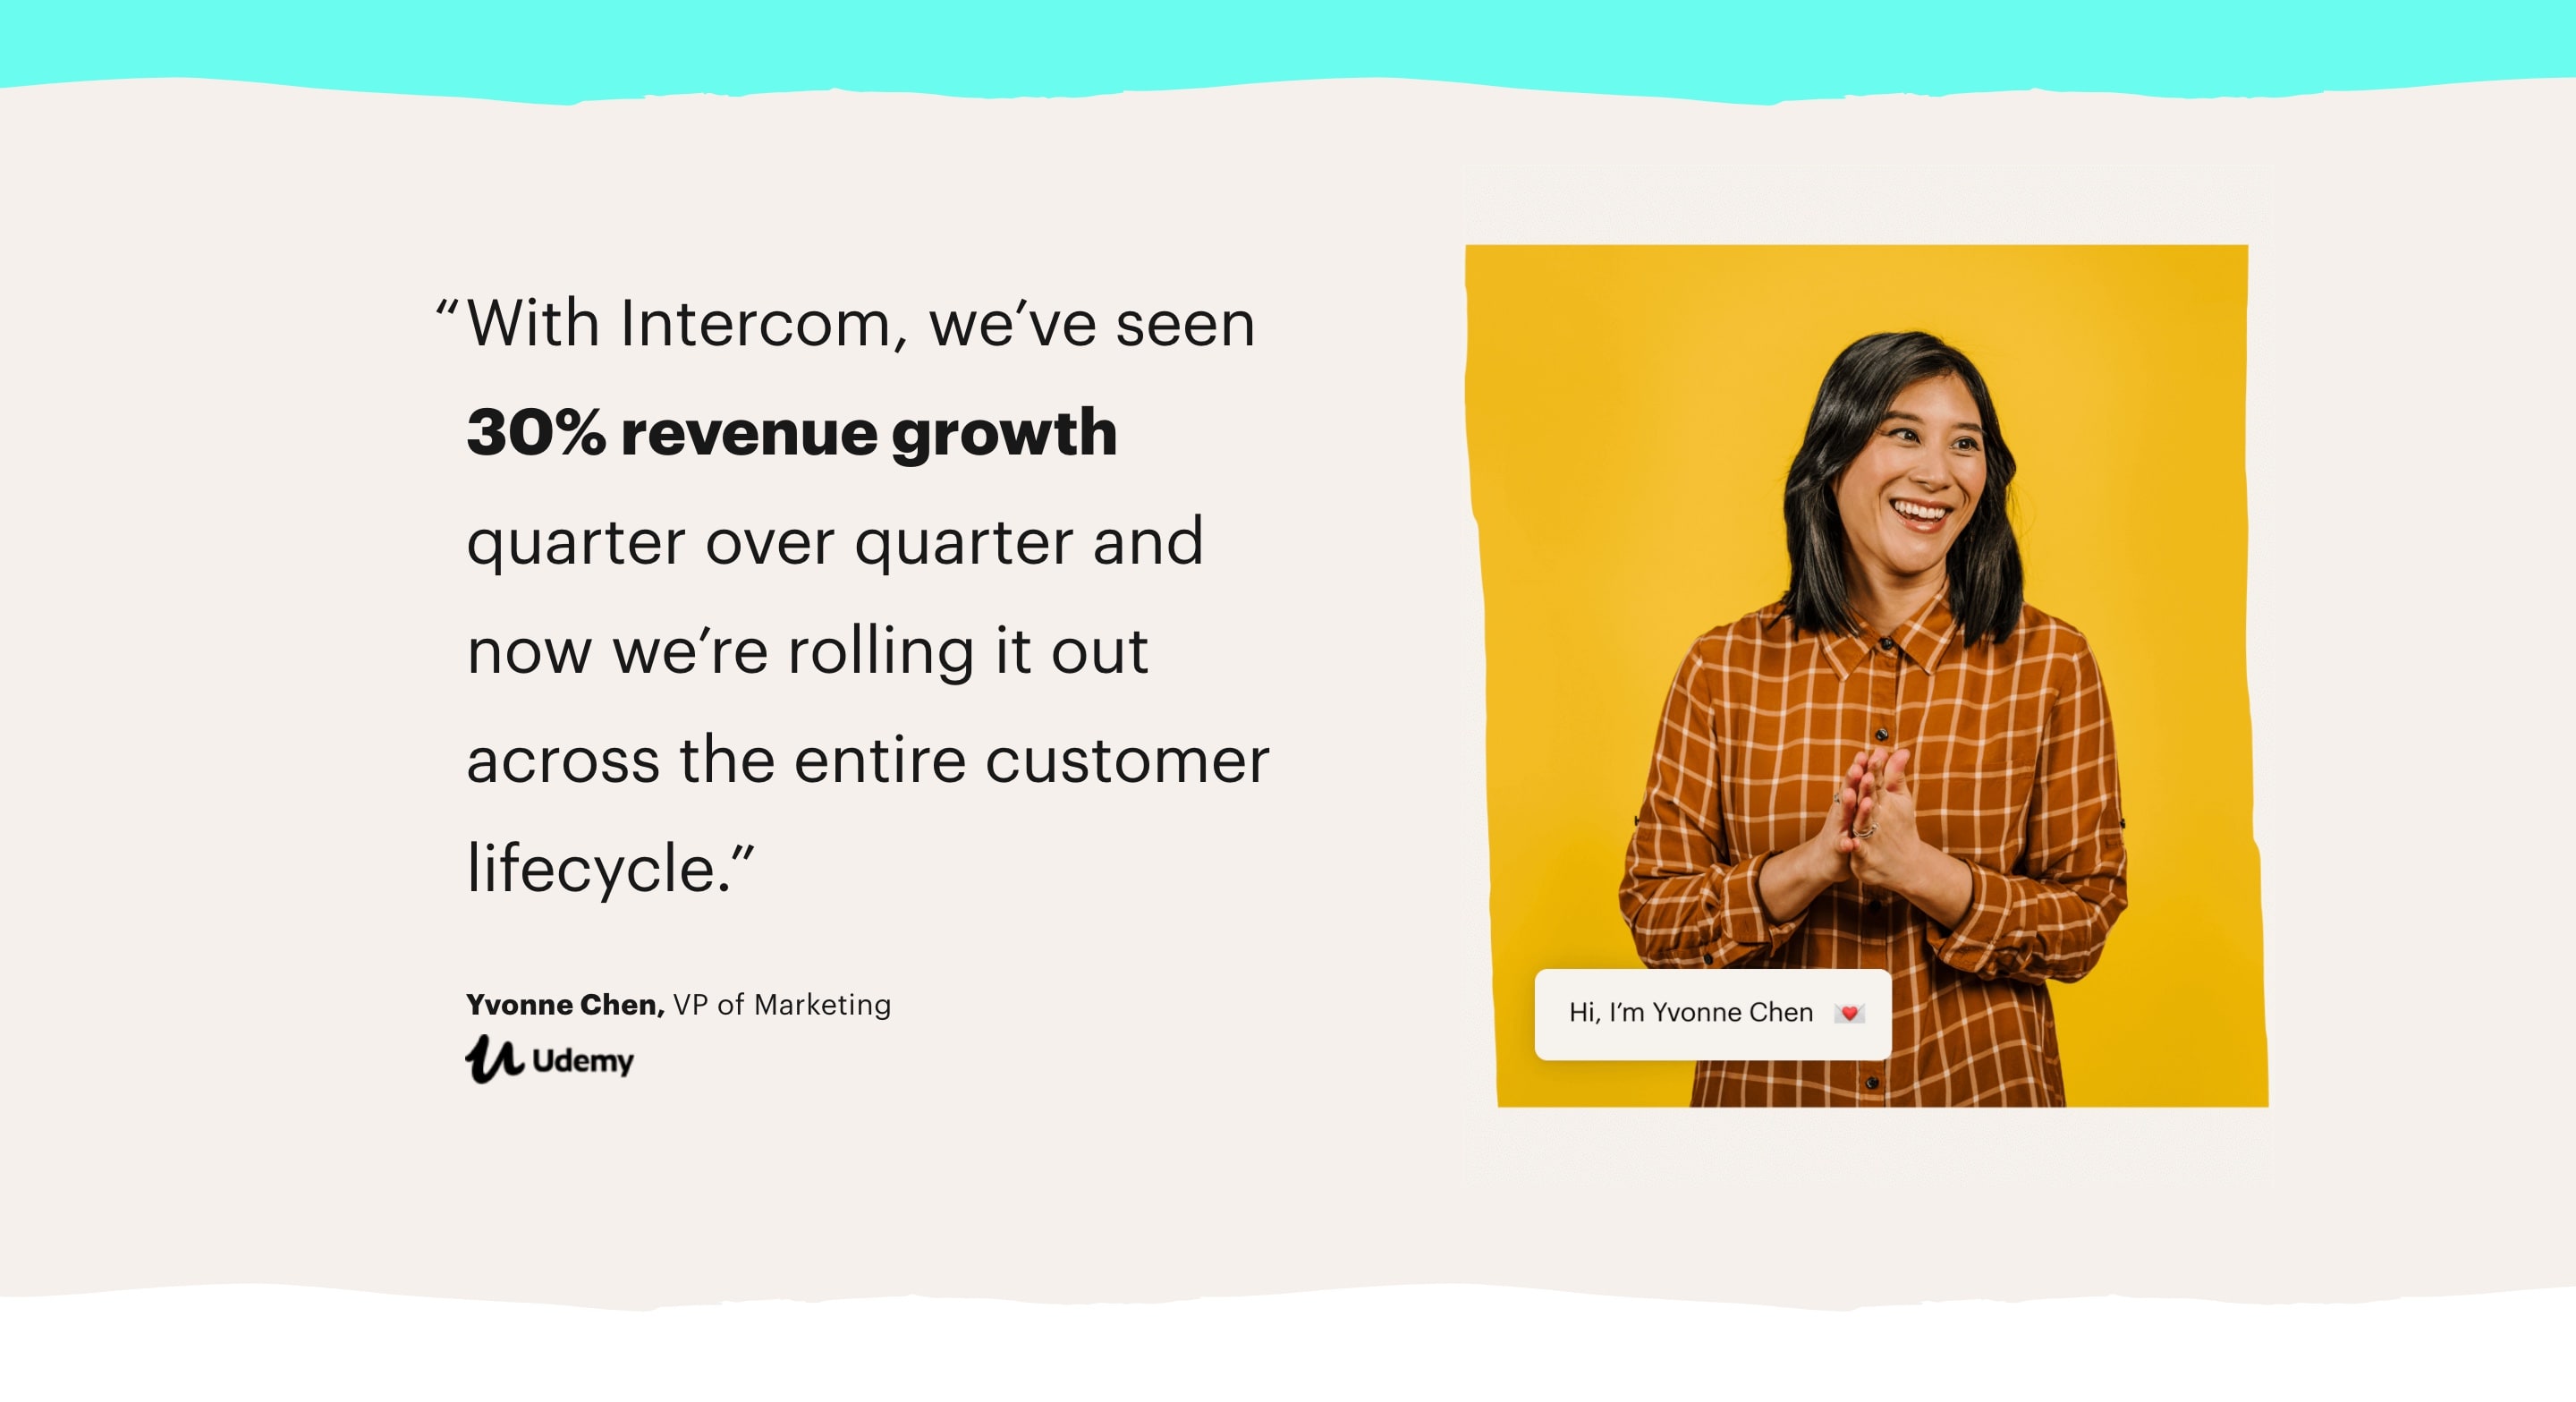 “With Intercom, we’ve seen
30% revenue growth
quarter over quarter and
now we’re rolling it out
across the entire customer
lifecycle.”
Yvonne Chen, VP of Marketing
Udemy
Hi, I’m Yvonne Chen 💌